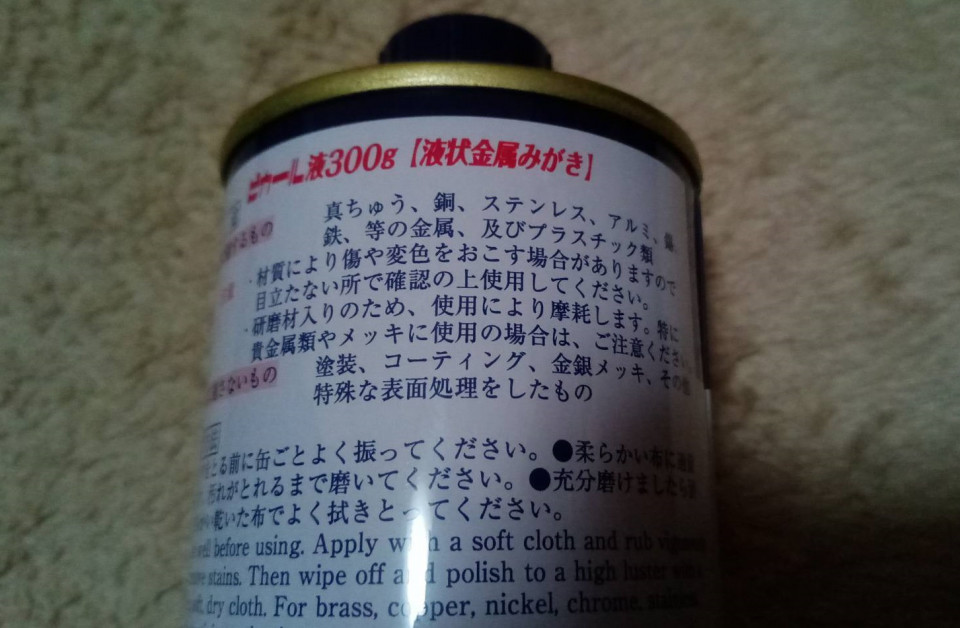 ピカール液300g【液状金属みがき】
真ちゅう、銅、ステンレス、アルミ、
するもの 鉄、等の金属、及びプラスチック類
・材質により傷や変色をおこす場合がありますので
目立たない所で確認の上使用してください。
・研磨材入りのため、使用により摩耗します。特に
貴金属類やメッキに使用の場合は、ご注意ください。
しないもの 塗装、コーティング、金銀メッキ、その他
特殊な表面処理をしたもの
る前に缶ごとよく振ってください。●柔らかい布に
汚れがとれるまで磨いてください。●充分磨けましたら
乾いた布でよく拭きとってください。
well before using. Apply with a soft cloth and rub
stains. Then wipe off and polish to a high luster
dry cloth. For brass, copper, nickel, chrome,